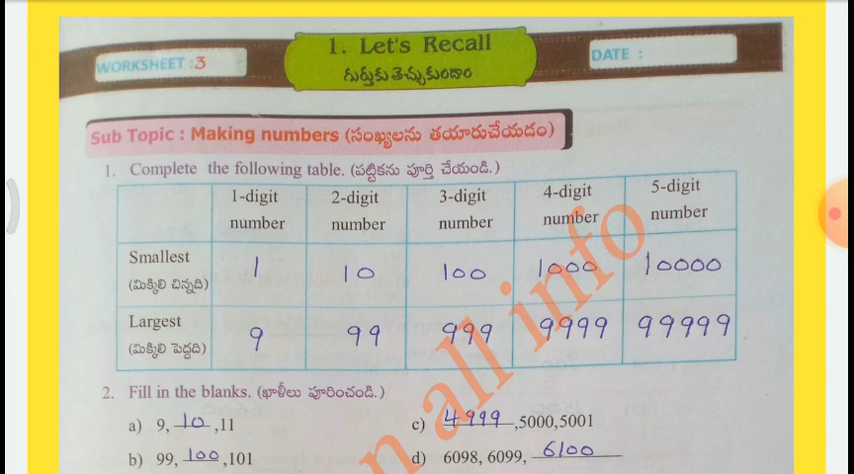 1. Let's Recall
గుర్తుకు తెచ్చుకుందాం
WORKSHEET :3
DATE :
Sub Topic : Making numbers (సంఖ్యలను తయారుచేయడం)
1. Complete the following table. (పట్టికను పూర్తి చేయండి.)
1-digit number 2-digit number 3-digit number 4-digit number 5-digit number
Smallest (మిక్కిలి చిన్నది) 1 10 100 1000 10000
Largest (మిక్కిలి పెద్దది) 9 99 999 9999 99999
2. Fill in the blanks. (ఖాళీలు పూరించండి.)
a) 9, 10 ,11 c) 4999 ,5000,5001
b) 99, 100 ,101 d) 6098, 6099, 6100
n all info